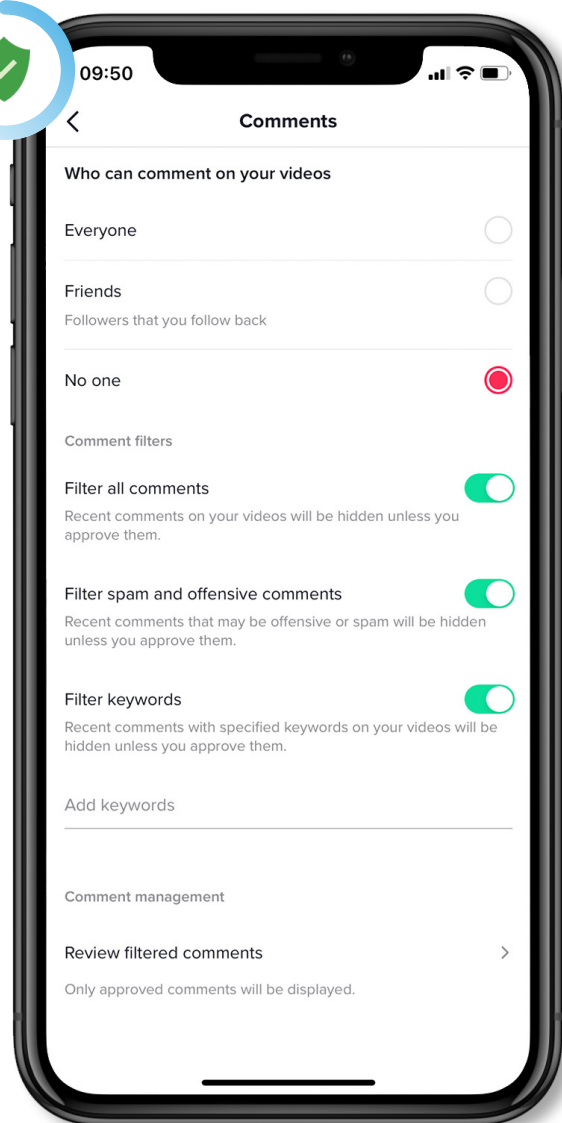 09:50
Comments
Who can comment on your videos
Everyone
Friends
Followers that you follow back
No one
Comment filters
Filter all comments
Recent comments on your videos will be hidden unless you
approve them.
Filter spam and offensive comments
Recent comments that may be offensive or spam will be hidden
unless you approve them.
Filter keywords
Recent comments with specified keywords on your videos will be
hidden unless you approve them.
Add keywords
Comment management
Review filtered comments
Only approved comments will be displayed.